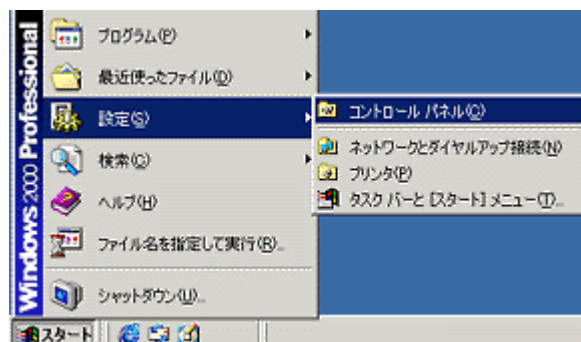 Windows 2000 Professional
プログラム(P)
最近使ったファイル(D)
設定(S)
検索(C)
ヘルプ(H)
ファイル名を指定して実行(R)...
シャットダウン(U)...
コントロール パネル(C)
ネットワークとダイヤルアップ接続(N)
プリンタ(P)
タスク バーと [スタート] メニュー(T)...
スタート